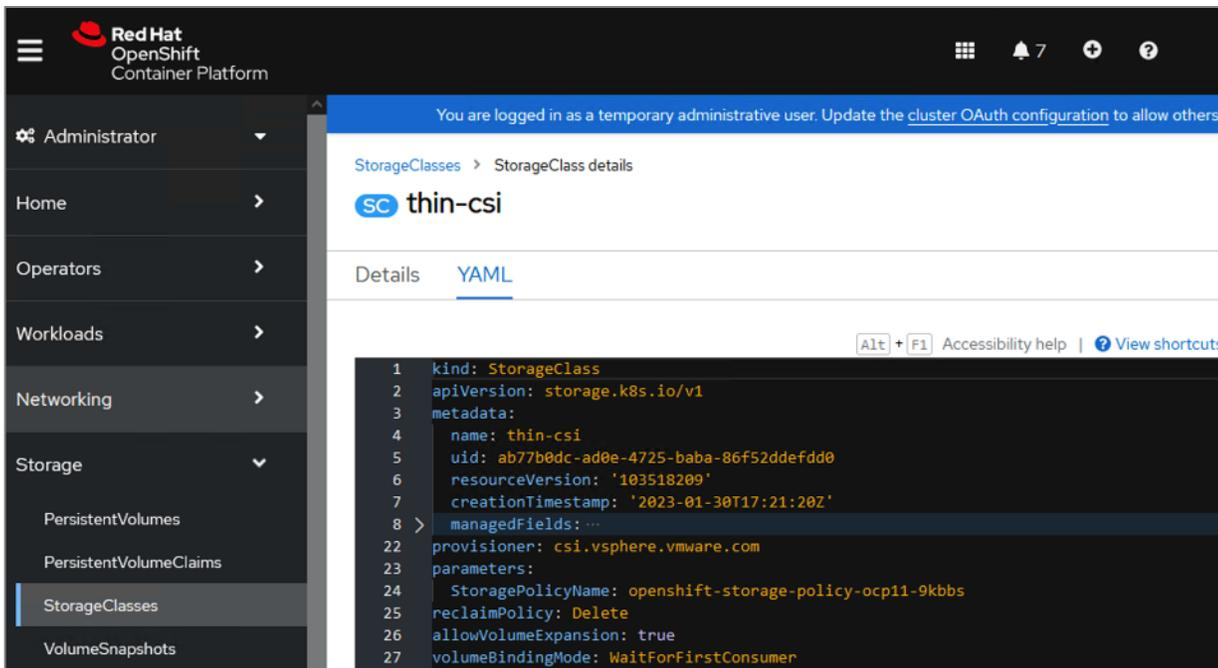 Red Hat
OpenShift
Container Platform
7
You are logged in as a temporary administrative user. Update the cluster OAuth configuration to allow others
Administrator
Home
Operators
Workloads
Networking
Storage
PersistentVolumes
PersistentVolumeClaims
StorageClasses
VolumeSnapshots
StorageClasses > StorageClass details
SC thin-csi
Details YAML
Alt + F1 Accessibility help | View shortcuts
1 kind: StorageClass
2 apiVersion: storage.k8s.io/v1
3 metadata:
4 name: thin-csi
5 uid: ab77b0dc-ad0e-4725-baba-86f52ddefdd0
6 resourceVersion: '103518209'
7 creationTimestamp: '2023-01-30T17:21:20Z'
8 managedFields: ...
22 provisioner: csi.vsphere.vmware.com
23 parameters:
24 StoragePolicyName: openshift-storage-policy-ocp11-9kbbs
25 reclaimPolicy: Delete
26 allowVolumeExpansion: true
27 volumeBindingMode: WaitForFirstConsumer